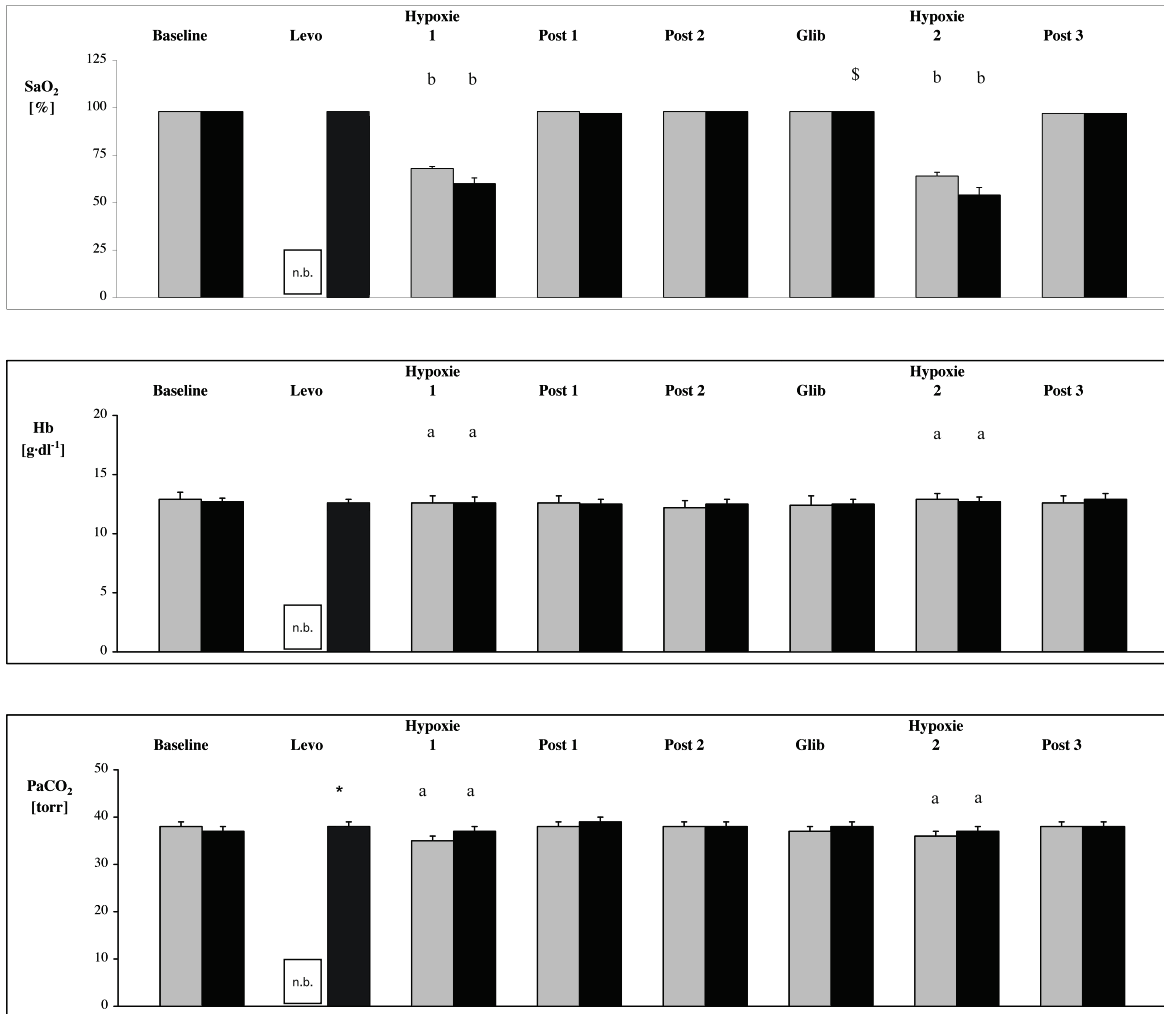 Hypoxie Hypoxie
Baseline Levo 1 Post 1 Post 2 Glib 2 Post 3
SaO₂
[%]
125
100
75
50
25
0
b b $ b b
n.b.
Hypoxie Hypoxie
Baseline Levo 1 Post 1 Post 2 Glib 2 Post 3
Hb
[g·dl⁻¹]
20
15
10
5
0
a a a a
n.b.
Hypoxie Hypoxie
Baseline Levo 1 Post 1 Post 2 Glib 2 Post 3
PaCO₂
[torr]
50
40
30
20
10
0
* a a a a
n.b.